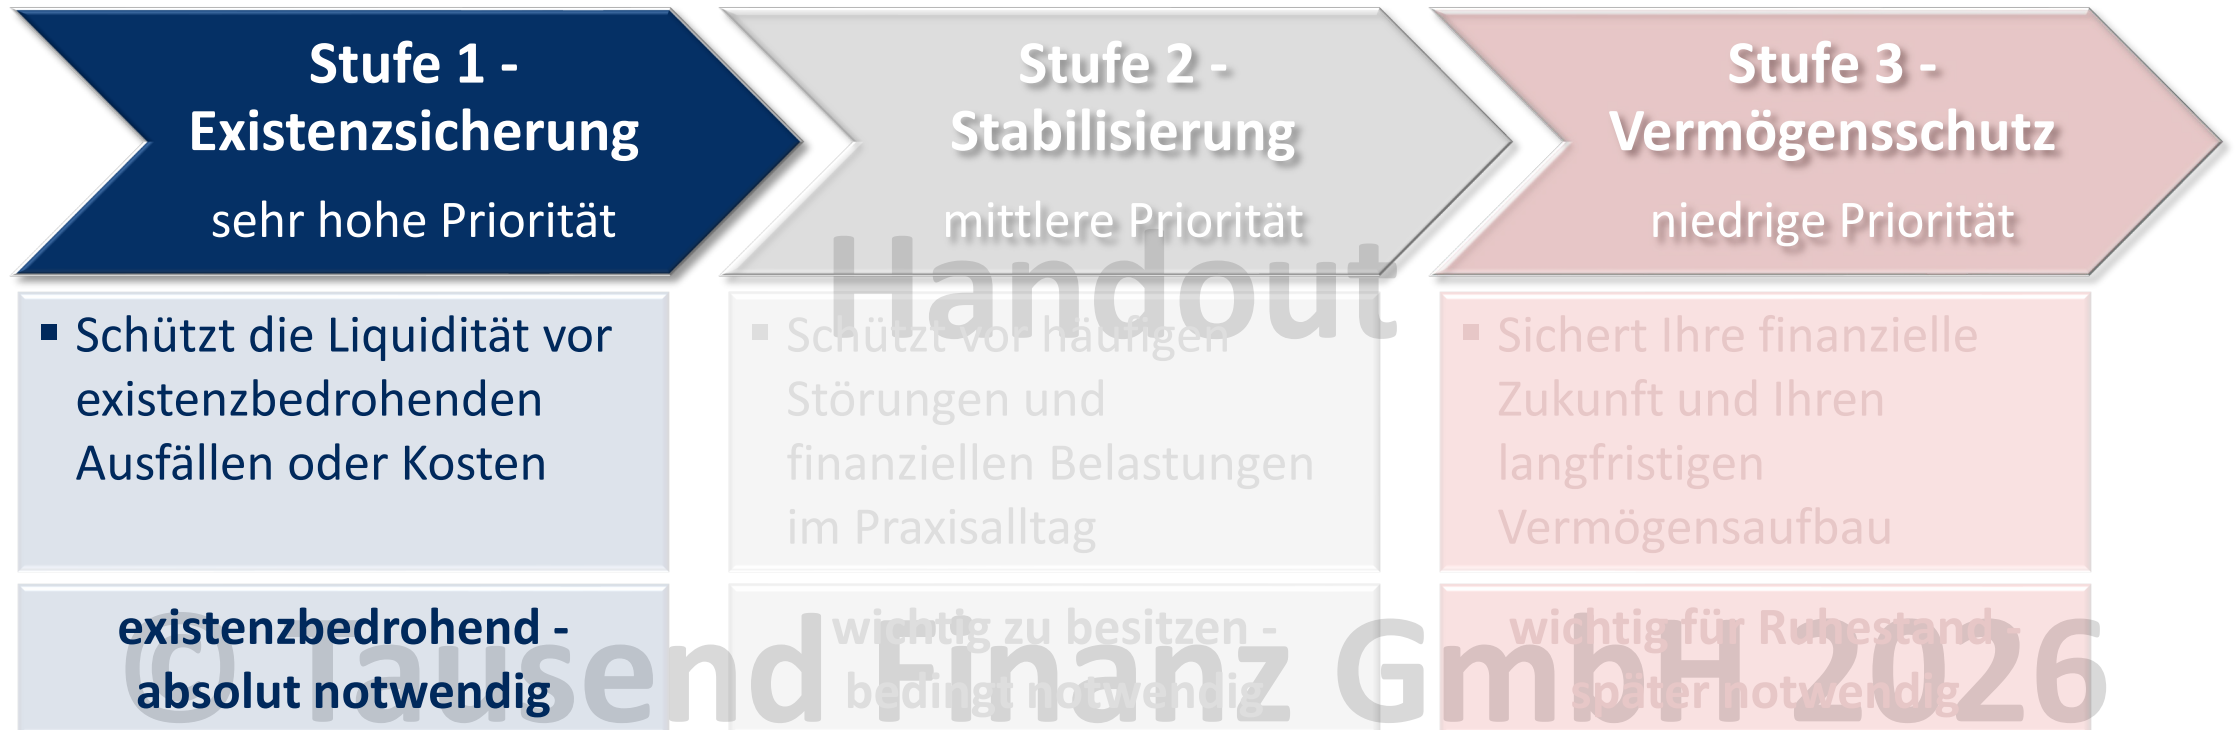 Stufe 1 -
Existenzsicherung
sehr hohe Priorität
Stufe 2 -
Stabilisierung
mittlere Priorität
Stufe 3 -
Vermögensschutz
niedrige Priorität
Handout
▪ Schützt die Liquidität vor
existenzbedrohenden
Ausfällen oder Kosten
▪ Schützt vor häufigen
Störungen und
finanziellen Belastungen
im Praxisalltag
▪ Sichert Ihre finanzielle
Zukunft und Ihren
langfristigen
Vermögensaufbau
existenzbedrohend -
absolut notwendig
wichtig zu besitzen -
bedingt notwendig
wichtig für Ruhestand -
später notwendig
© Tausend Finanz GmbH 2026